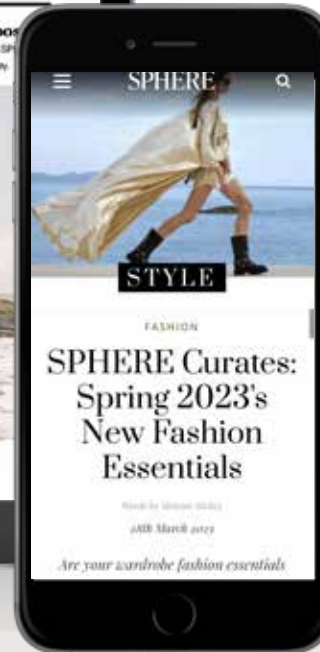 SPHERE
STYLE
FASHION
SPHERE Curates:
Spring 2023's
New Fashion
Essentials
28th March 2023
Are your wardrobe fashion essentials